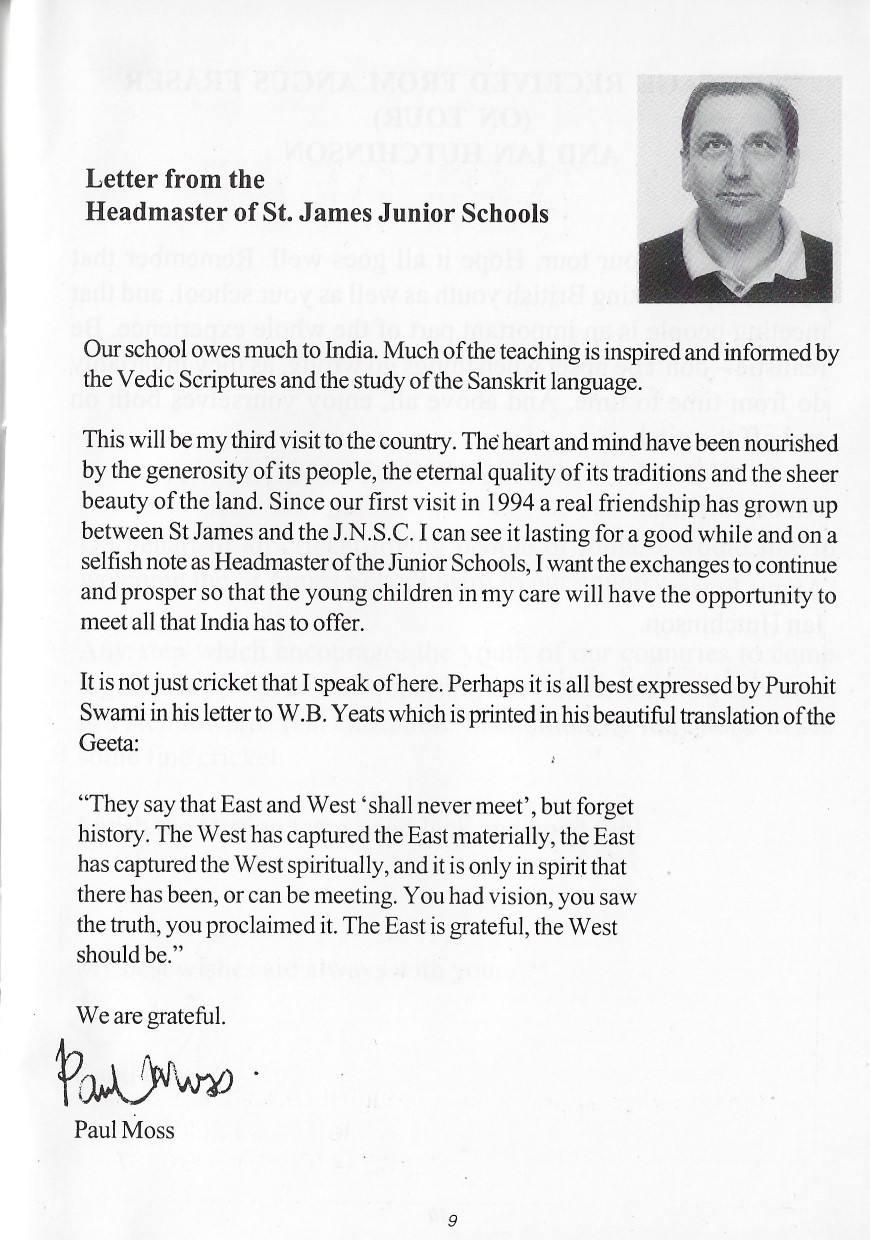 Letter from the
Headmaster of St. James Junior Schools
Our school owes much to India. Much of the teaching is inspired and informed by
the Vedic Scriptures and the study of the Sanskrit language.
This will be my third visit to the country. The heart and mind have been nourished
by the generosity of its people, the eternal quality of its traditions and the sheer
beauty of the land. Since our first visit in 1994 a real friendship has grown up
between St James and the J.N.S.C. I can see it lasting for a good while and on a
selfish note as Headmaster of the Junior Schools, I want the exchanges to continue
and prosper so that the young children in my care will have the opportunity to
meet all that India has to offer.
It is not just cricket that I speak of here. Perhaps it is all best expressed by Purohit
Swami in his letter to W.B. Yeats which is printed in his beautiful translation of the
Geeta:
“They say that East and West ‘shall never meet’, but forget
history. The West has captured the East materially, the East
has captured the West spiritually, and it is only in spirit that
there has been, or can be meeting. You had vision, you saw
the truth, you proclaimed it. The East is grateful, the West
should be.”
We are grateful.
Paul Moss
Paul Moss
9